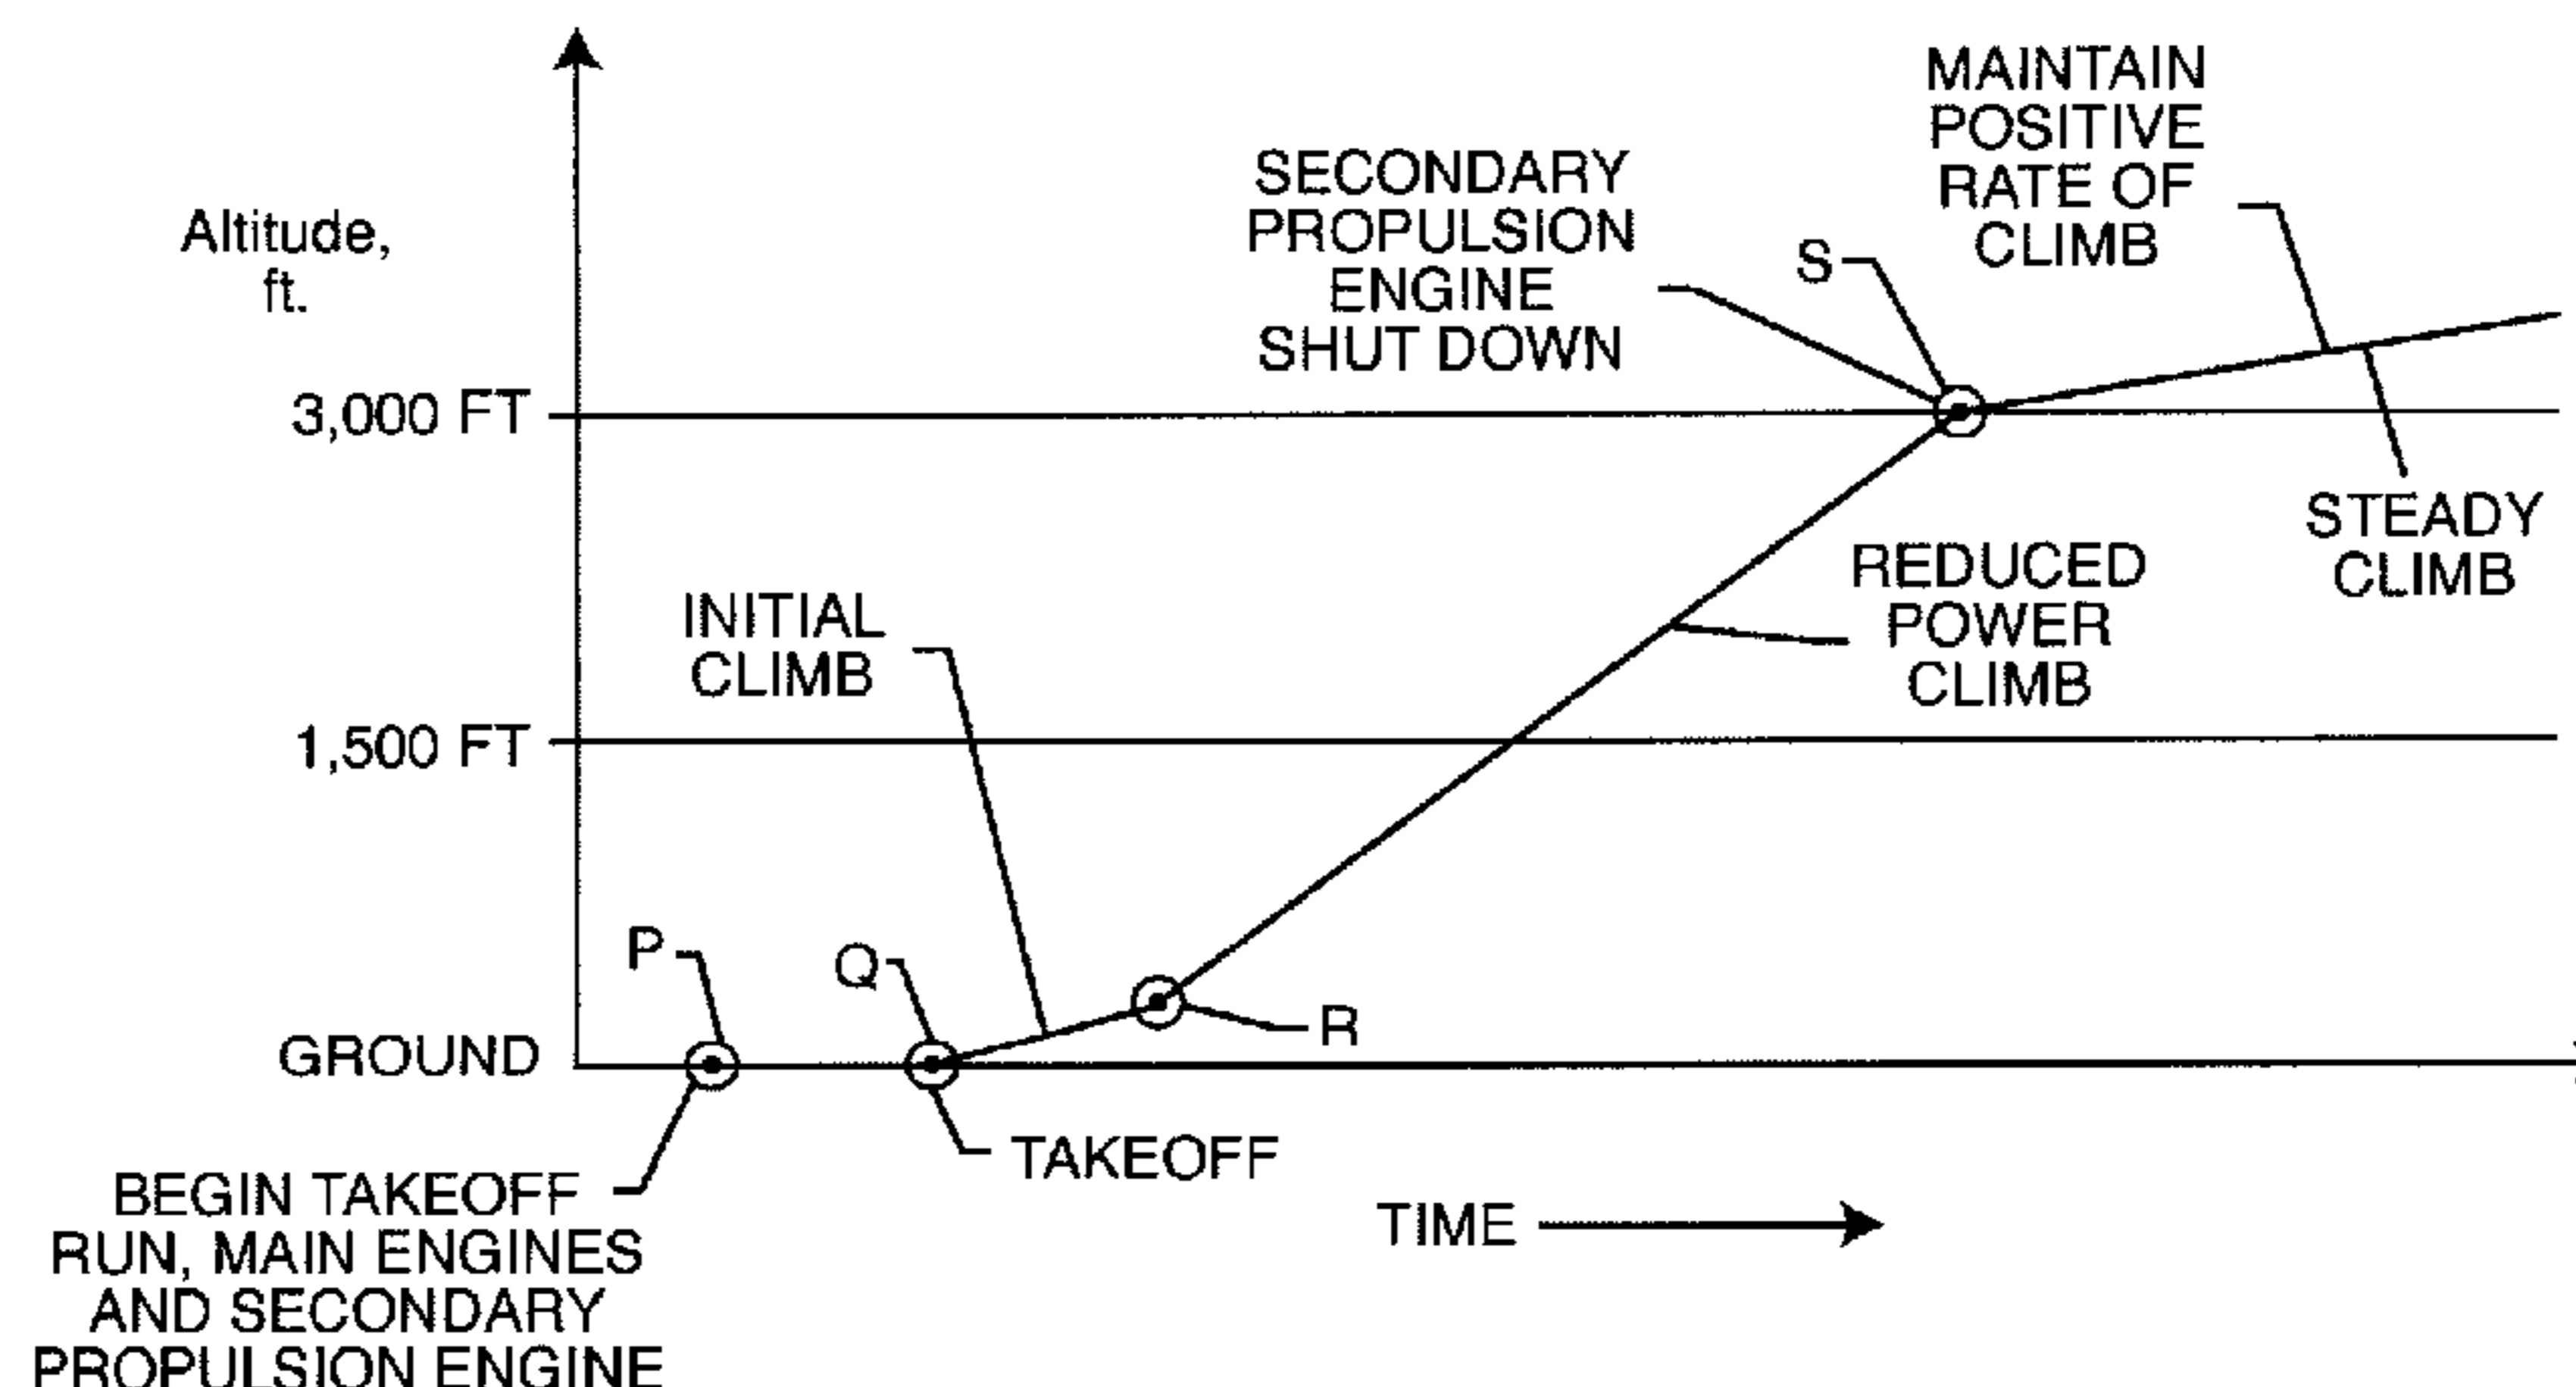 MAINTAIN
POSITIVE
RATE OF
CLIMB
SECONDARY
PROPULSION
ENGINE
SHUT DOWN
S
Altitude,
ft.
3,000 FT
STEADY
CLIMB
REDUCED
POWER
CLIMB
INITIAL
CLIMB
1,500 FT
P
Q
R
GROUND
TAKEOFF
BEGIN TAKEOFF
RUN, MAIN ENGINES
AND SECONDARY
PROPULSION ENGINE
TIME